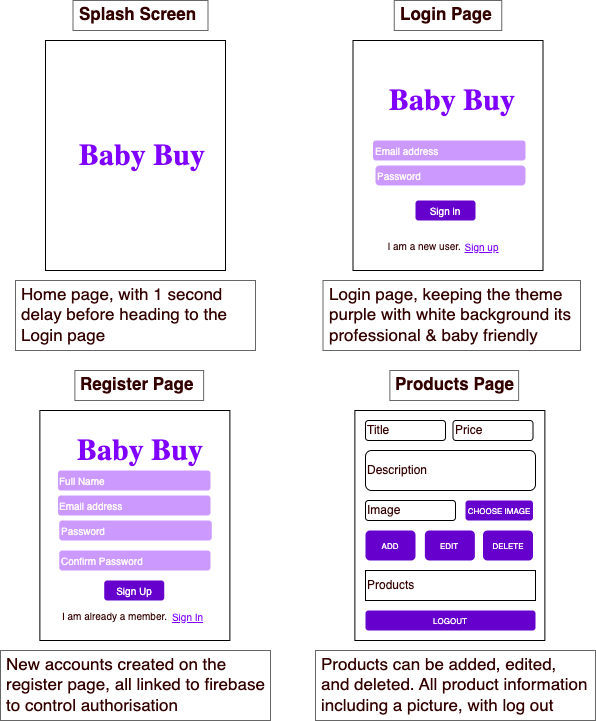 Splash Screen
Baby Buy
Home page, with 1 second
delay before heading to the
Login page
Login Page
Baby Buy
Email address
Password
Sign in
I am a new user. Sign up
Login page, keeping the theme
purple with white background its
professional & baby friendly
Register Page
Baby Buy
Full Name
Email address
Password
Confirm Password
Sign Up
I am already a member. Sign In
New accounts created on the
register page, all linked to firebase
to control authorisation
Products Page
Title Price
Description
Image CHOOSE IMAGE
ADD EDIT DELETE
Products
LOGOUT
Products can be added, edited,
and deleted. All product information
including a picture, with log out